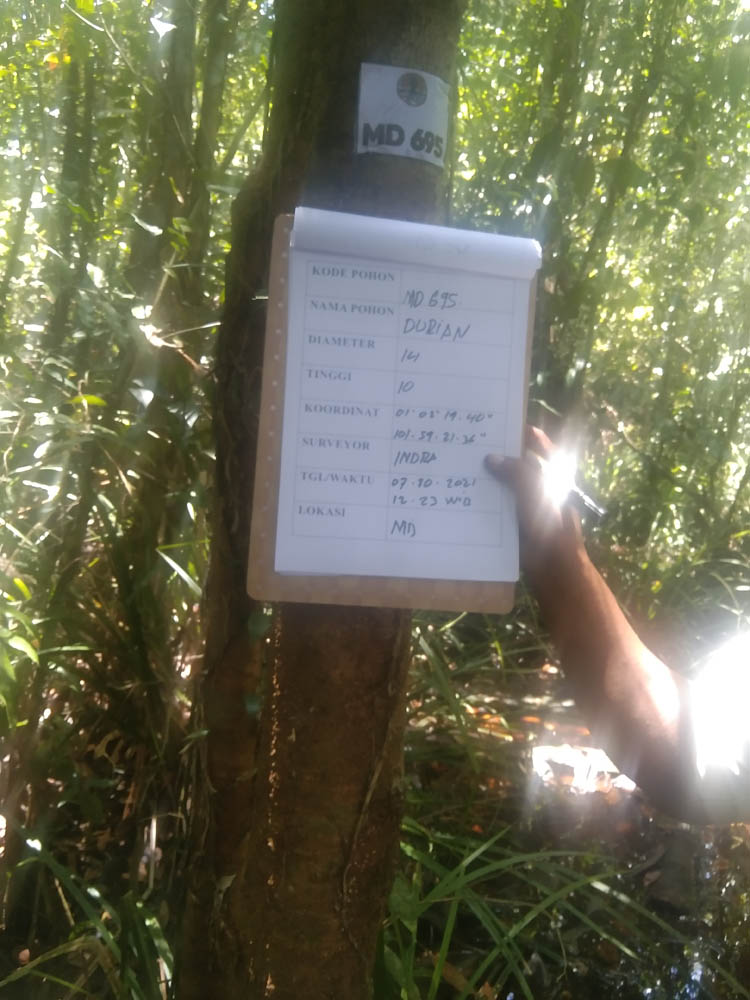 MD 695
KODE POHON MD 695
NAMA POHON DURIAN
DIAMETER 14
TINGGI 10
KOORDINAT 01° 03' 19.40"
101.39.21.36"
SURVEYOR INDRA
TGL/WAKTU 07.10.2021
12.23 WIB
LOKASI MD